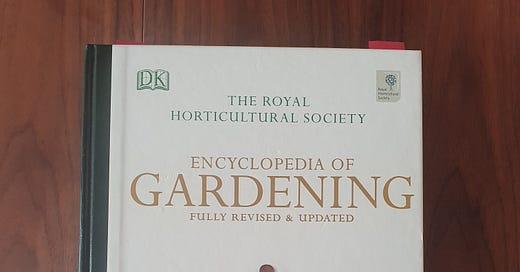 DK
THE ROYAL
HORTICULTURAL SOCIETY
Royal
Horticultural
Society
ENCYCLOPEDIA OF
GARDENING
FULLY REVISED & UPDATED